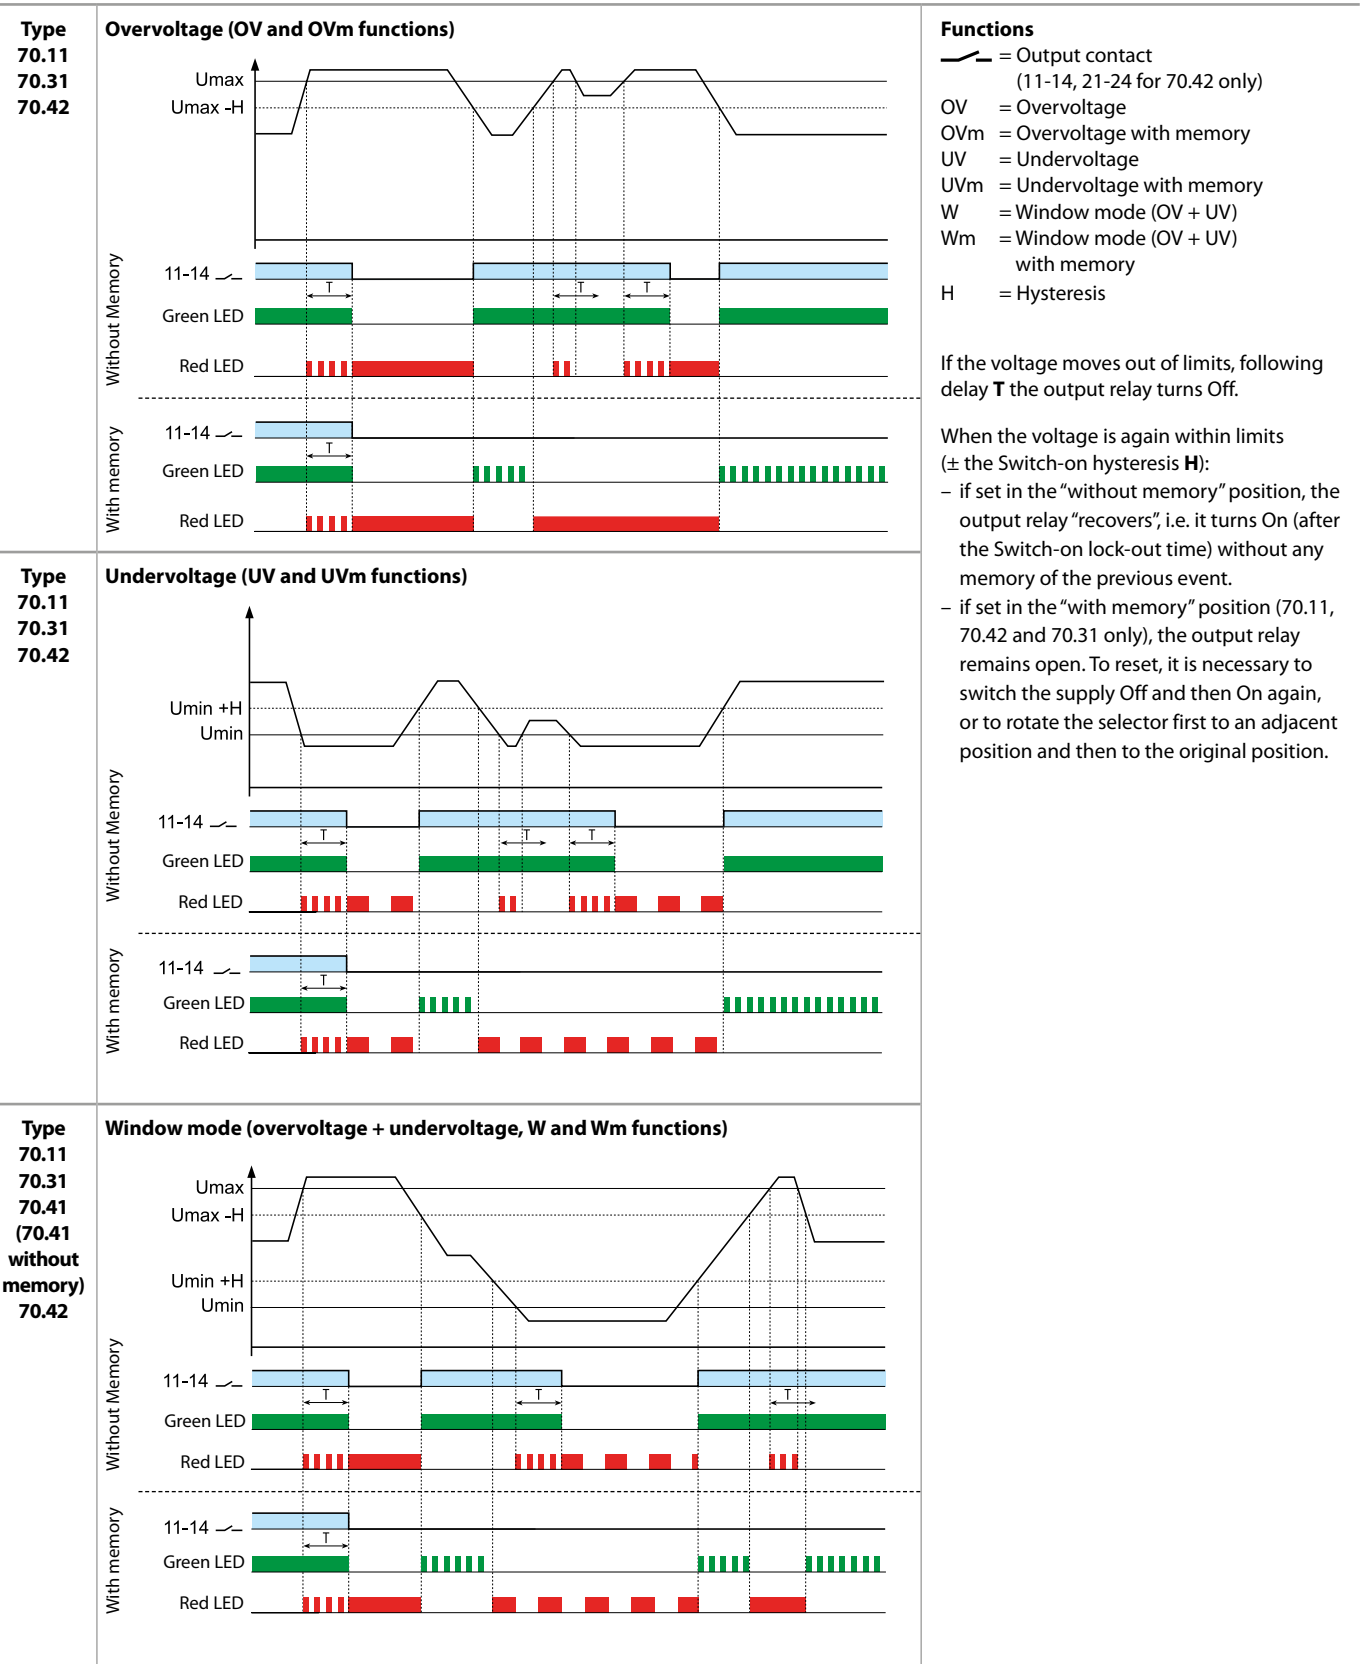 Type
70.11
70.31
70.42
Overvoltage (OV and OVm functions)
Umax
Umax -H
Without Memory
11-14
T
T
T
Green LED
Red LED
With memory
11-14
T
Green LED
Red LED
Type
70.11
70.31
70.42
Undervoltage (UV and UVm functions)
Umin +H
Umin
Without Memory
11-14
T
T
T
Green LED
Red LED
With memory
11-14
T
Green LED
Red LED
Type
70.11
70.31
70.41
(70.41
without
memory)
70.42
Window mode (overvoltage + undervoltage, W and Wm functions)
Umax
Umax -H
Umin +H
Umin
Without Memory
11-14
T
T
T
Green LED
Red LED
With memory
11-14
T
Green LED
Red LED
Functions
= Output contact
(11-14, 21-24 for 70.42 only)
OV = Overvoltage
OVm = Overvoltage with memory
UV = Undervoltage
UVm = Undervoltage with memory
W = Window mode (OV + UV)
Wm = Window mode (OV + UV)
with memory
H = Hysteresis
If the voltage moves out of limits, following
delay T the output relay turns Off.
When the voltage is again within limits
(± the Switch-on hysteresis H):
– if set in the “without memory” position, the
output relay “recovers”, i.e. it turns On (after
the Switch-on lock-out time) without any
memory of the previous event.
– if set in the “with memory” position (70.11,
70.42 and 70.31 only), the output relay
remains open. To reset, it is necessary to
switch the supply Off and then On again,
or to rotate the selector first to an adjacent
position and then to the original position.